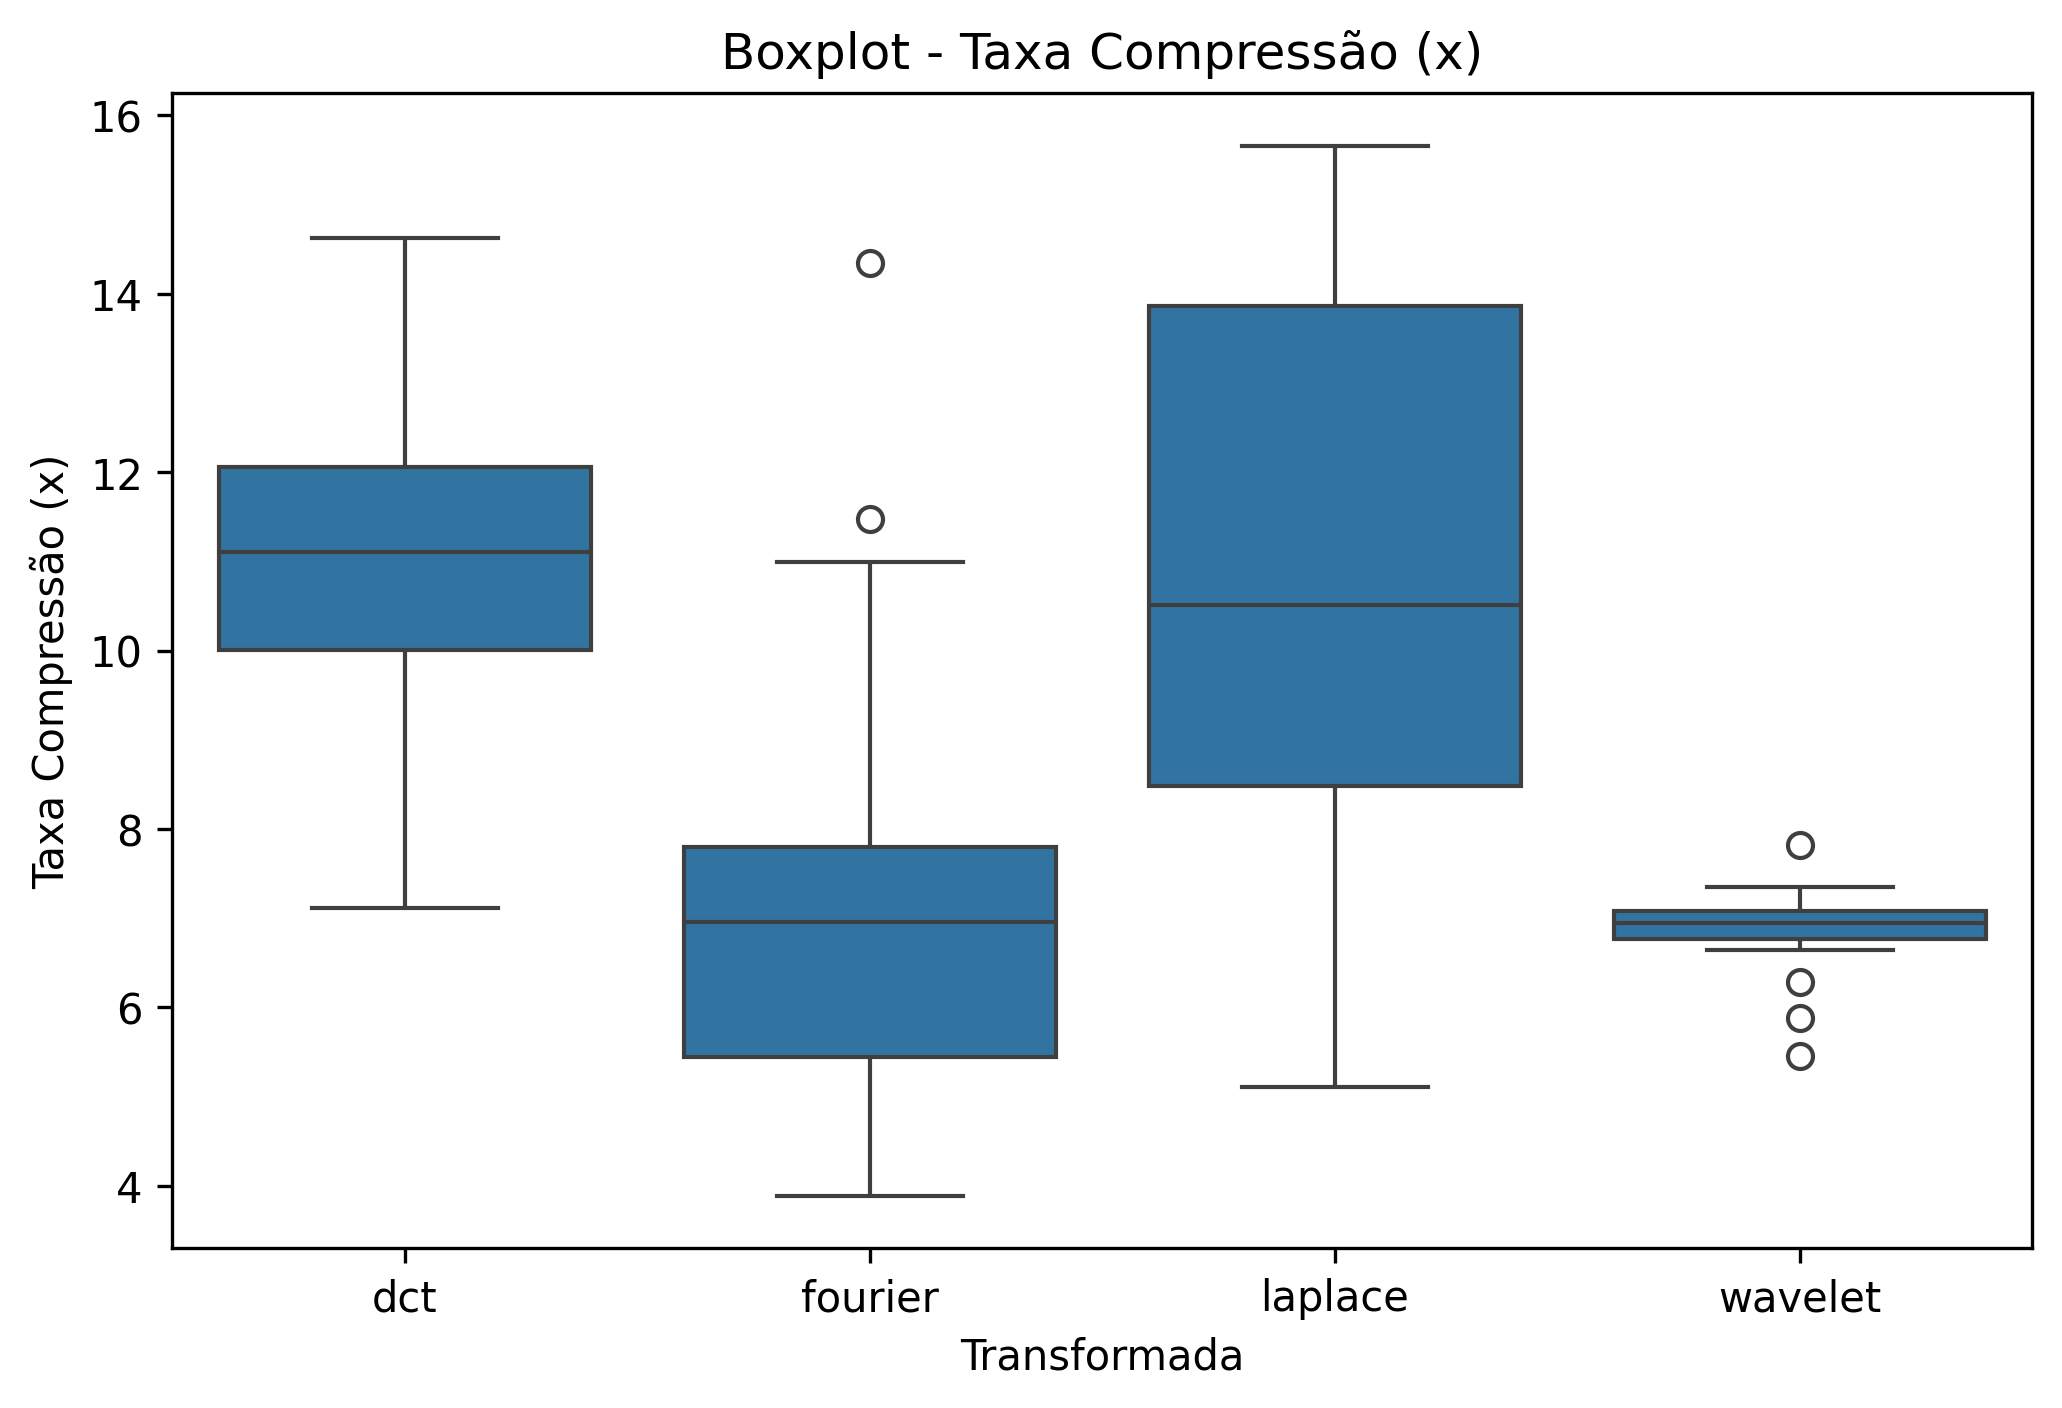 Boxplot - Taxa Compressão (x)
Taxa Compressão (x)
16
14
12
10
8
6
4
dct fourier laplace wavelet
Transformada